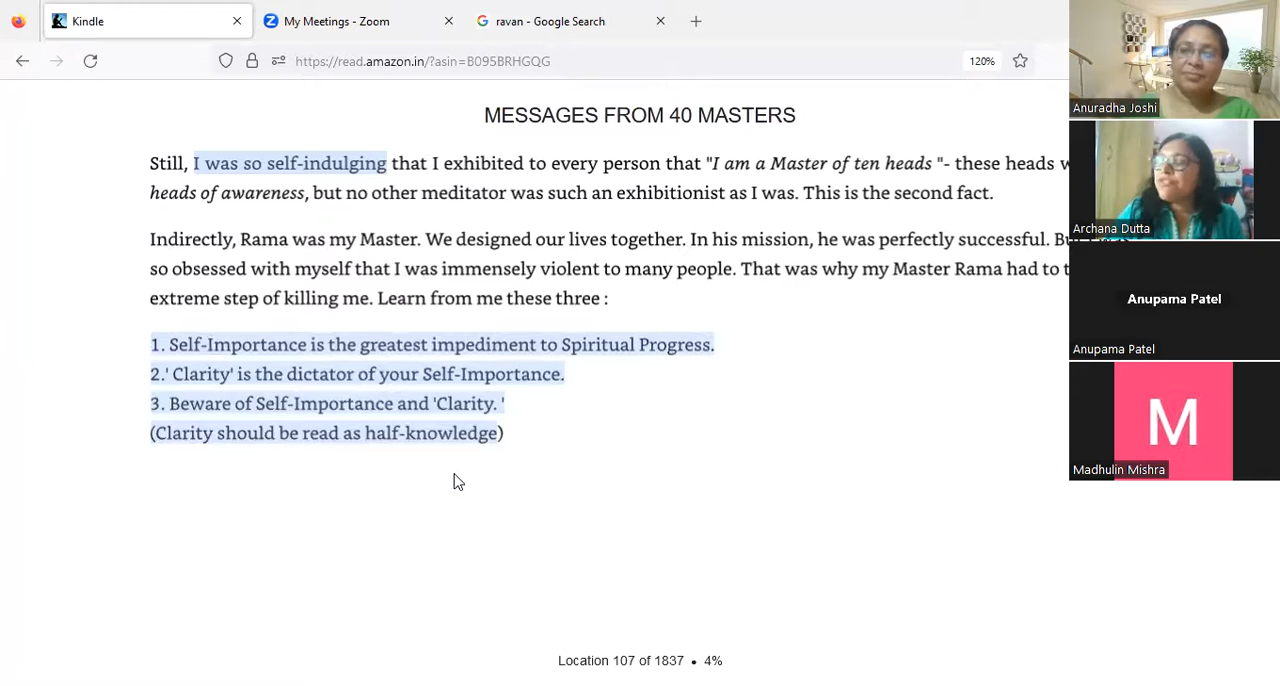 Kindle
My Meetings - Zoom
ravan - Google Search
https://read.amazon.in/?asin=B095BRHGQG
120%
MESSAGES FROM 40 MASTERS
Still, I was so self-indulging that I exhibited to every person that "I am a Master of ten heads "- these heads
heads of awareness, but no other meditator was such an exhibitionist as I was. This is the second fact.
Indirectly, Rama was my Master. We designed our lives together. In his mission, he was perfectly successful.
so obsessed with myself that I was immensely violent to many people. That was why my Master Rama had to
extreme step of killing me. Learn from me these three :
1. Self-Importance is the greatest impediment to Spiritual Progress.
2.' Clarity' is the dictator of your Self-Importance.
3. Beware of Self-Importance and 'Clarity. '
(Clarity should be read as half-knowledge)
Location 107 of 1837 • 4%
Anuradha Joshi
Archana Dutta
Anupama Patel
Anupama Patel
M
Madhulin Mishra